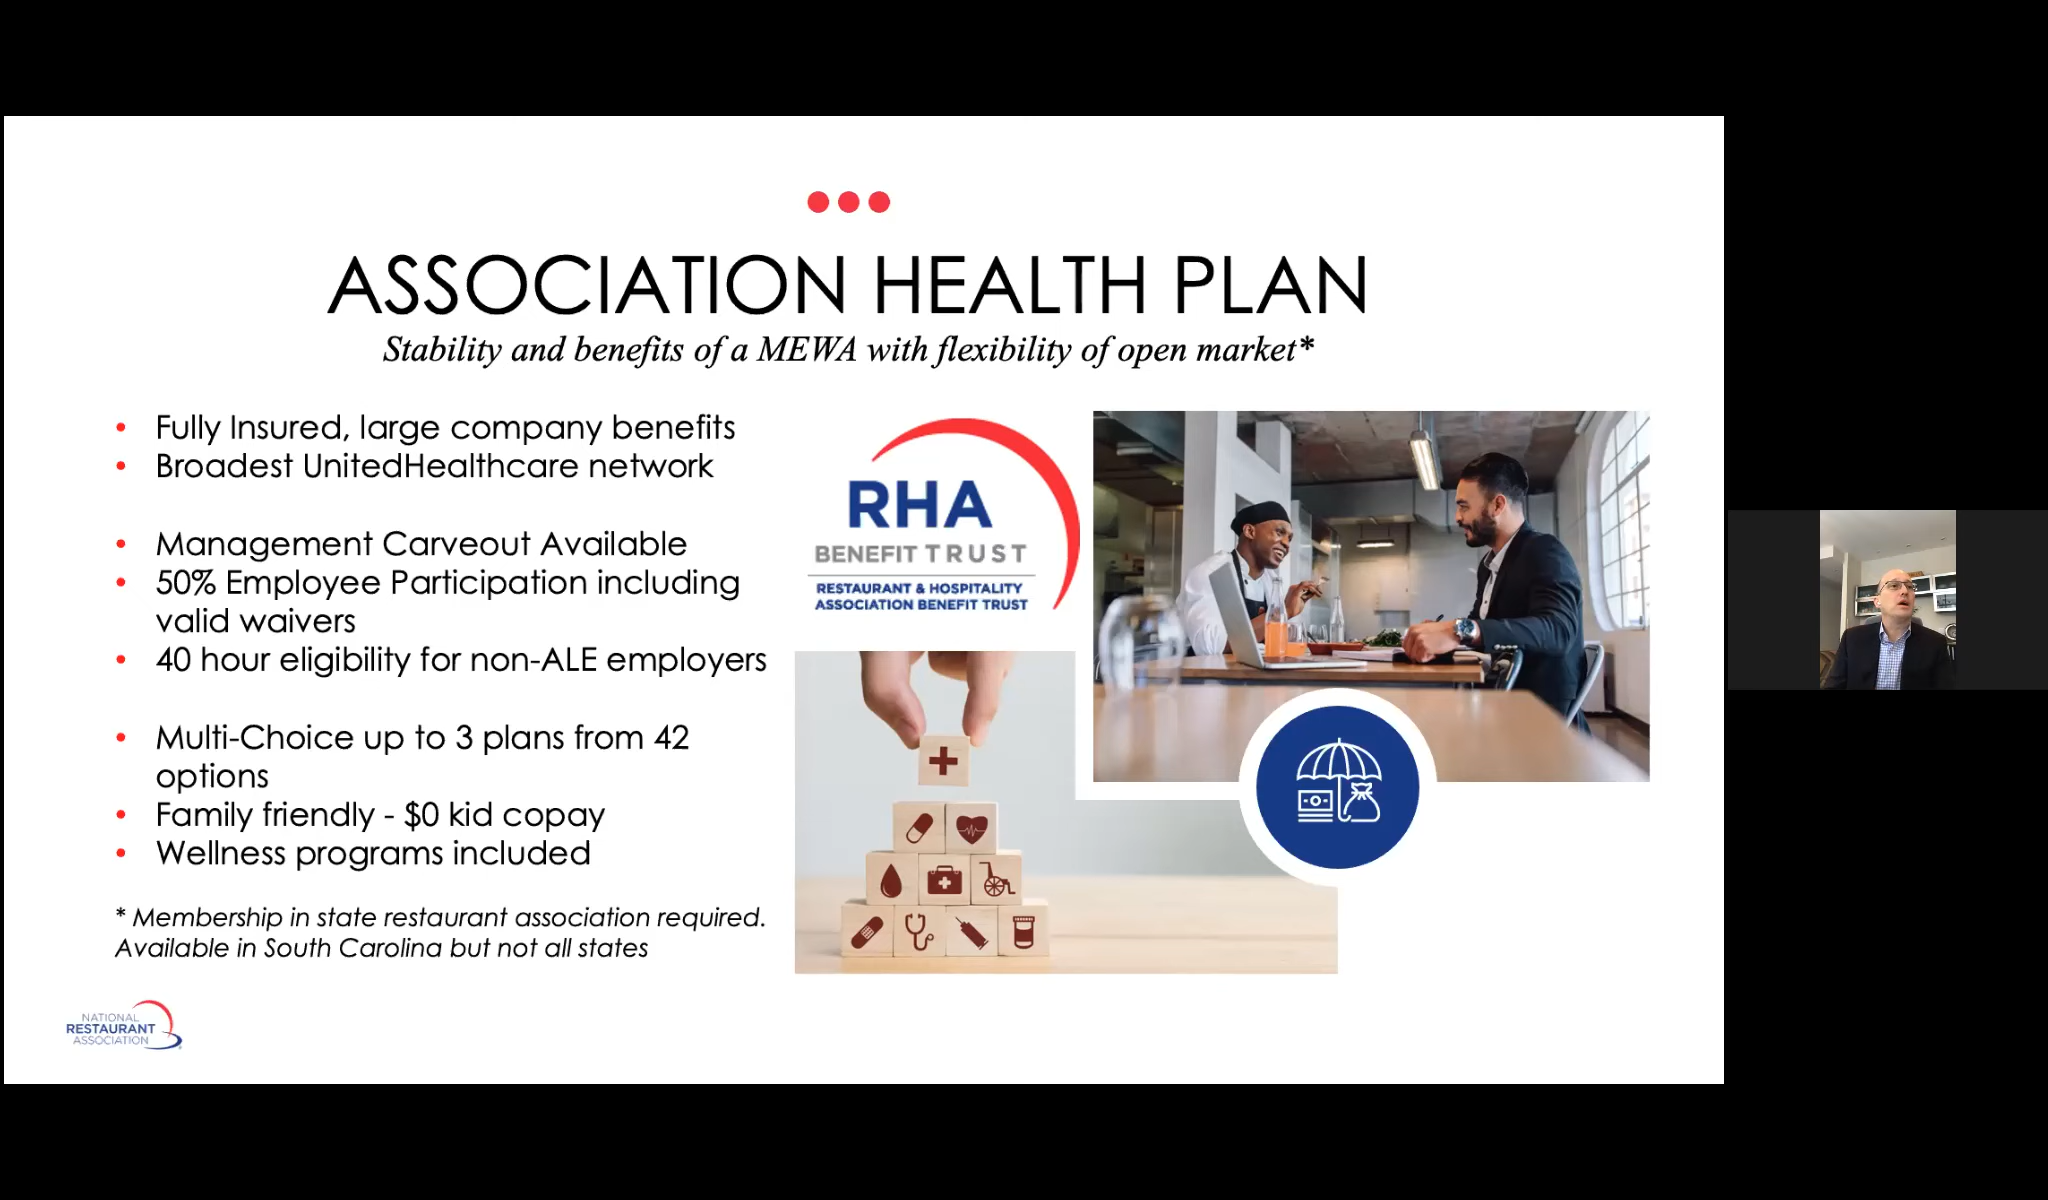 ASSOCIATION HEALTH PLAN
Stability and benefits of a MEWA with flexibility of open market*
• Fully Insured, large company benefits
• Broadest UnitedHealthcare network
• Management Carveout Available
• 50% Employee Participation including
valid waivers
• 40 hour eligibility for non-ALE employers
• Multi-Choice up to 3 plans from 42
options
• Family friendly - $0 kid copay
• Wellness programs included
* Membership in state restaurant association required.
Available in South Carolina but not all states
RHA
BENEFIT TRUST
RESTAURANT & HOSPITALITY
ASSOCIATION BENEFIT TRUST
NATIONAL
RESTAURANT
ASSOCIATION